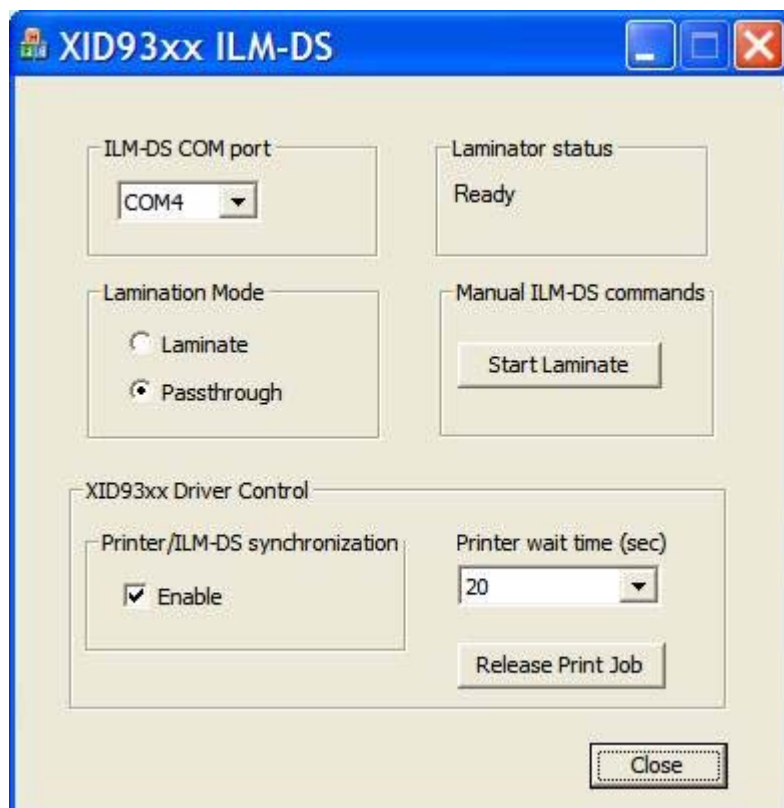 XID93xx ILM-DS
ILM-DS COM port
COM4
Laminator status
Ready
Lamination Mode
Laminate
Passthrough
Manual ILM-DS commands
Start Laminate
XID93xx Driver Control
Printer/ILM-DS synchronization
Enable
Printer wait time (sec)
20
Release Print Job
Close